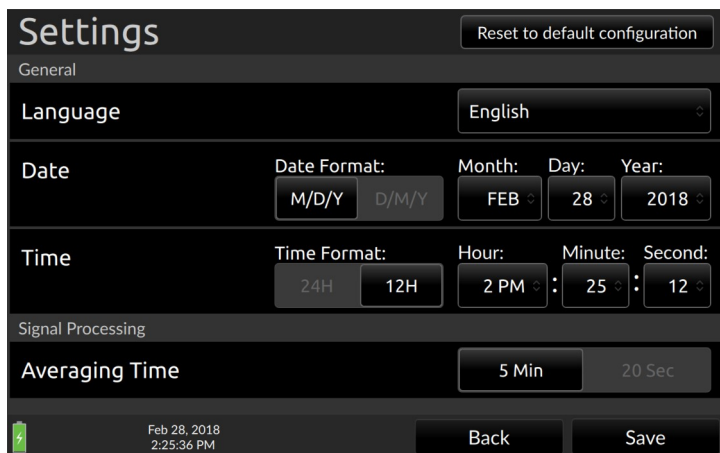 Settings
Reset to default configuration
General
Language
English
Date
Date Format:
Month:
Day:
Year:
M/D/Y
D/M/Y
FEB
28
2018
Time
Time Format:
Hour:
Minute:
Second:
24H
12H
2 PM
:
25
:
12
Signal Processing
Averaging Time
5 Min
20 Sec
Feb 28, 2018
2:25:36 PM
Back
Save